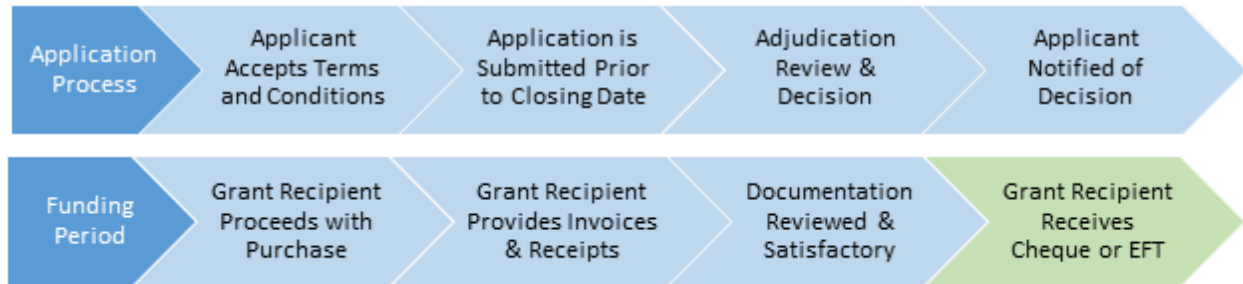 Application
Process
Applicant
Accepts Terms
and Conditions
Application is
Submitted Prior
to Closing Date
Adjudication
Review &
Decision
Applicant
Notified of
Decision
Funding
Period
Grant Recipient
Proceeds with
Purchase
Grant Recipient
Provides Invoices
& Receipts
Documentation
Reviewed &
Satisfactory
Grant Recipient
Receives
Cheque or EFT